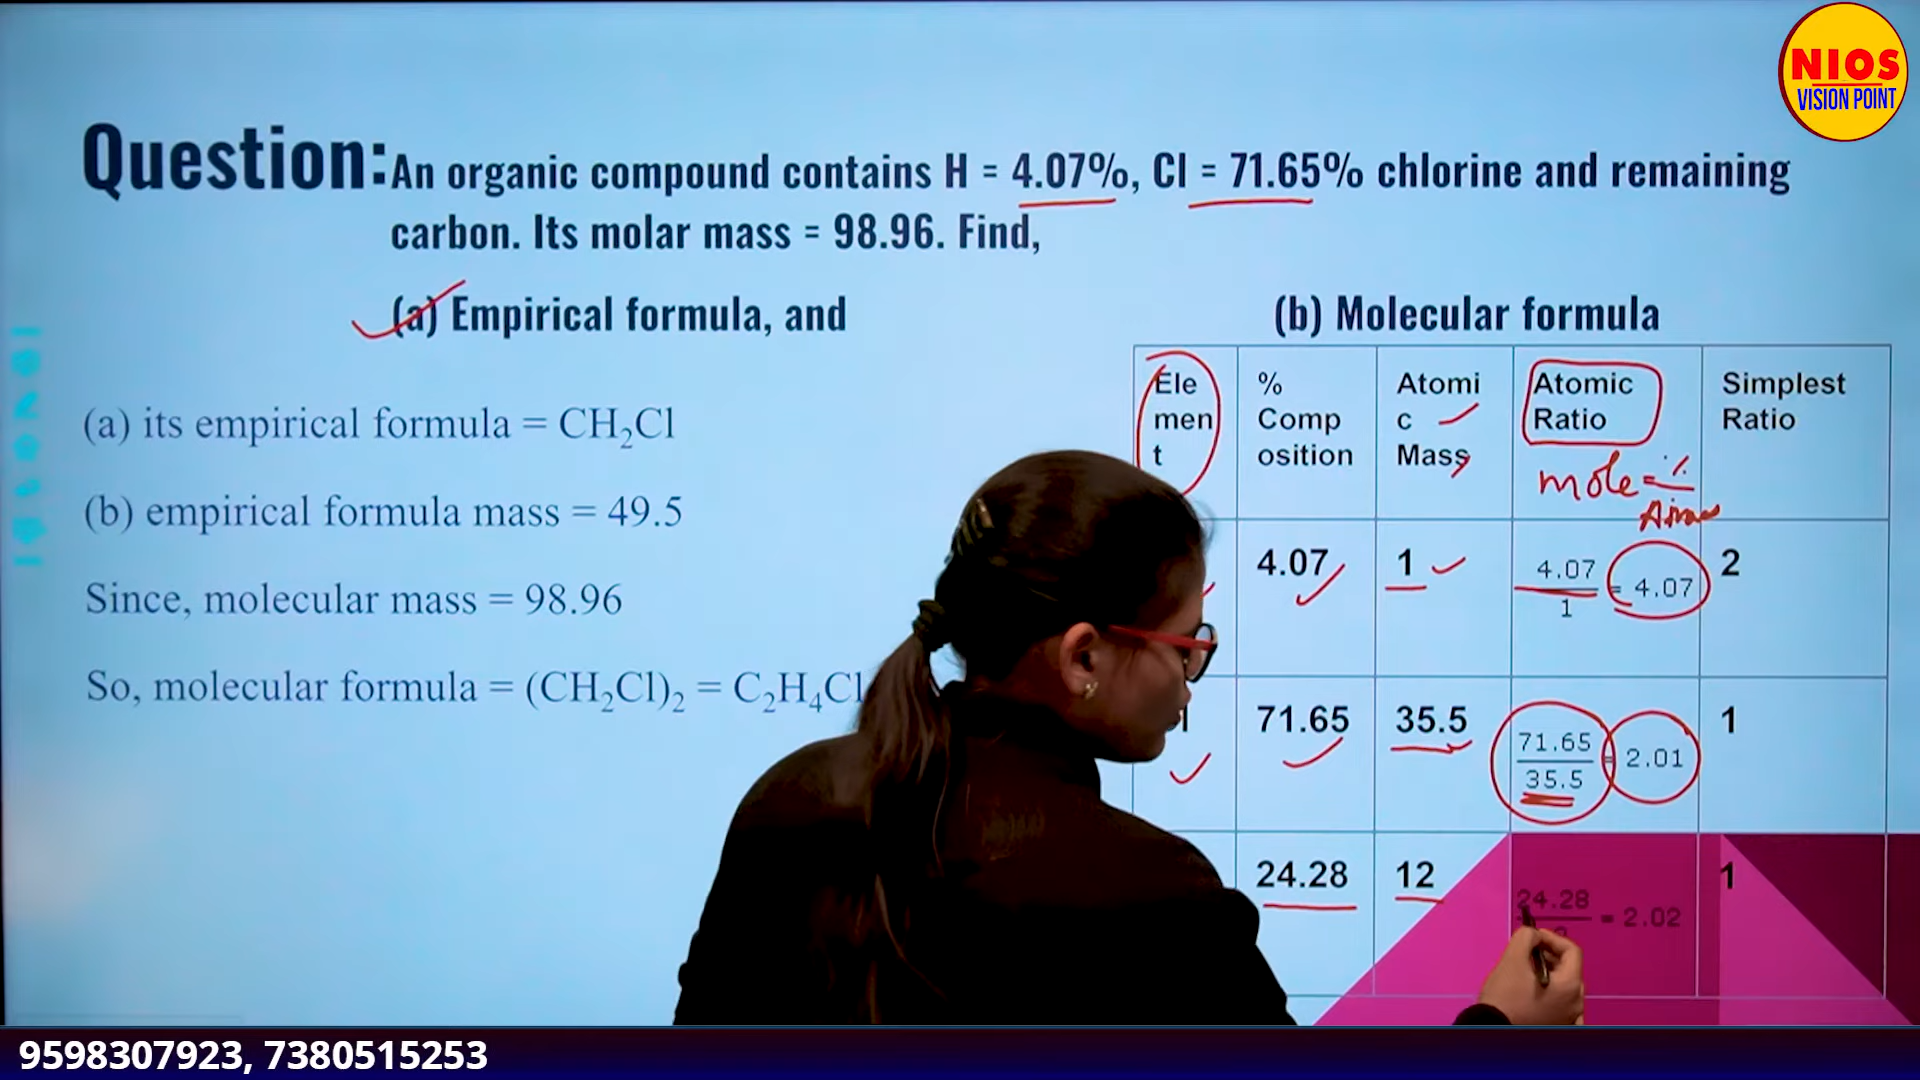 NIOS
VISION POINT
Question: An organic compound contains H = 4.07%, Cl = 71.65% chlorine and remaining
carbon. Its molar mass = 98.96. Find,
(a) Empirical formula, and
(b) Molecular formula
(a) its empirical formula = CH₂Cl
(b) empirical formula mass = 49.5
Since, molecular mass = 98.96
So, molecular formula = (CH₂Cl)₂ = C₂H₄Cl
Ele
men
t
%
Comp
osition
Atomi
c
Mass
Atomic
Ratio
Simplest
Ratio
mole = %
4.07
1
4.07
1
= 4.07
2
71.65
35.5
71.65
35.5
= 2.01
1
24.28
12
24.28
= 2.02
1
9598307923, 7380515253